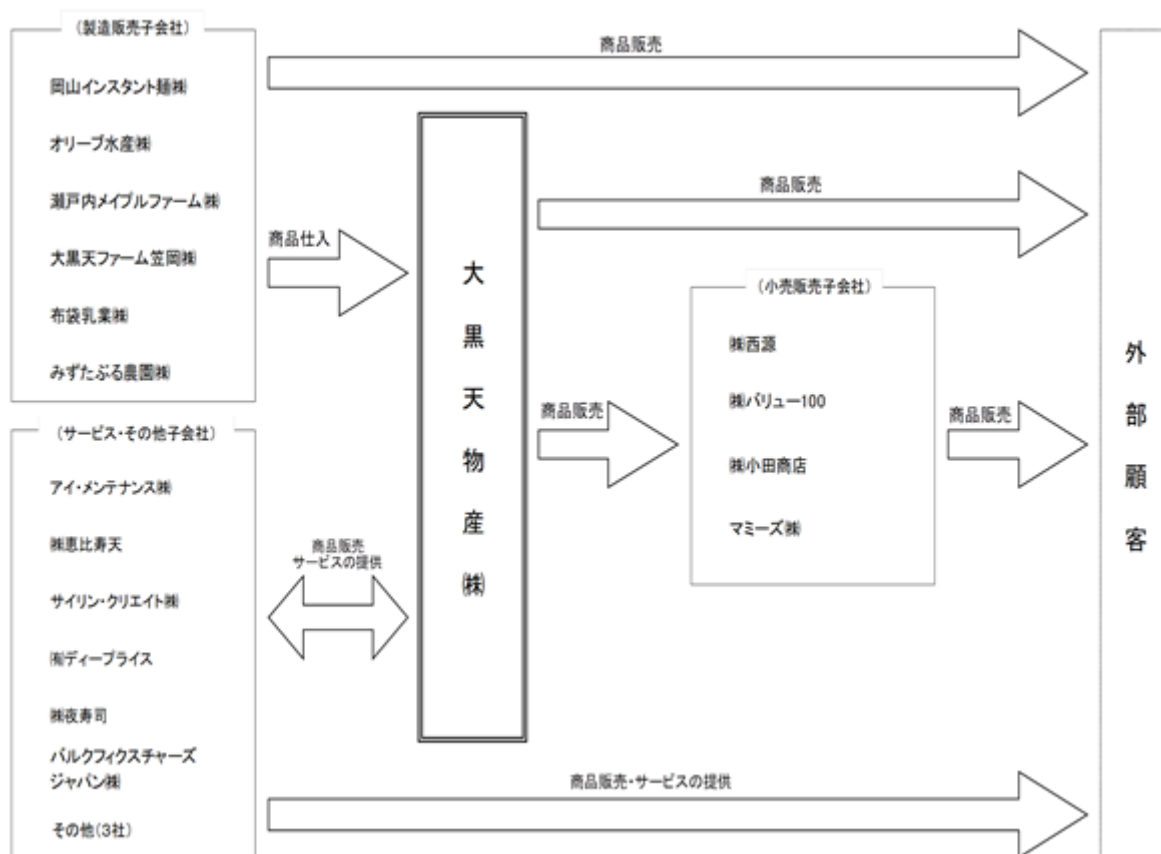 （製造販売子会社）
岡山インスタント麺㈱
オリーブ水産㈱
瀬戸内メイプルファーム㈱
大黒天ファーム笠岡㈱
布袋乳業㈱
みずたぶる農園㈱
（サービス・その他子会社）
アイ・メンテナンス㈱
㈱恵比寿天
サイリン・クリエイト㈱
㈲ディープライス
㈱夜寿司
バルクフィクスチャーズ
ジャパン㈱
その他（3社）
商品仕入
商品販売
サービスの提供
大黒天物産㈱
商品販売
商品販売
商品販売
（小売販売子会社）
㈱西源
㈱バリュー100
㈱小田商店
マミーズ㈱
商品販売
商品販売・サービスの提供
外部顧客